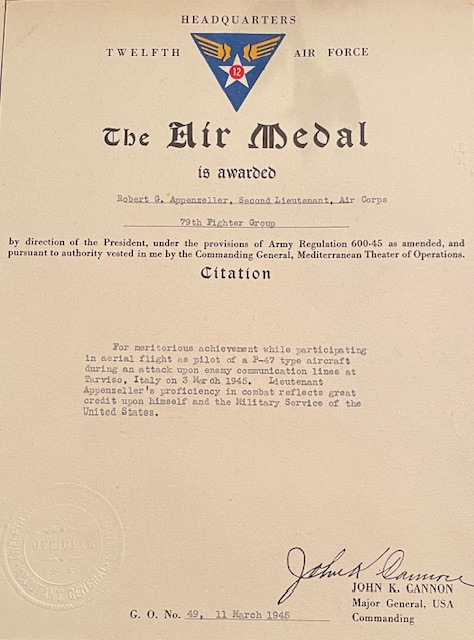 HEADQUARTERS
TWELFTH AIR FORCE
12
The Air Medal
is awarded
Robert G. Appenzeller, Second Lieutenant, Air Corps
79th Fighter Group
by direction of the President, under the provisions of Army Regulation 600-45 as amended, and
pursuant to authority vested in me by the Commanding General, Mediterranean Theater of Operations.
Citation
For meritorious achievement while participating
in aerial flight as pilot of a P-47 type aircraft
during an attack upon enemy communication lines at
Tarviso, Italy on 3 March 1945. Lieutenant
Appenzeller's proficiency in combat reflects great
credit upon himself and the Military Service of the
United States.
OFFICIAL
John K Cannon
JOHN K. CANNON
Major General, USA
Commanding
G. O. No. 49, 11 March 1945